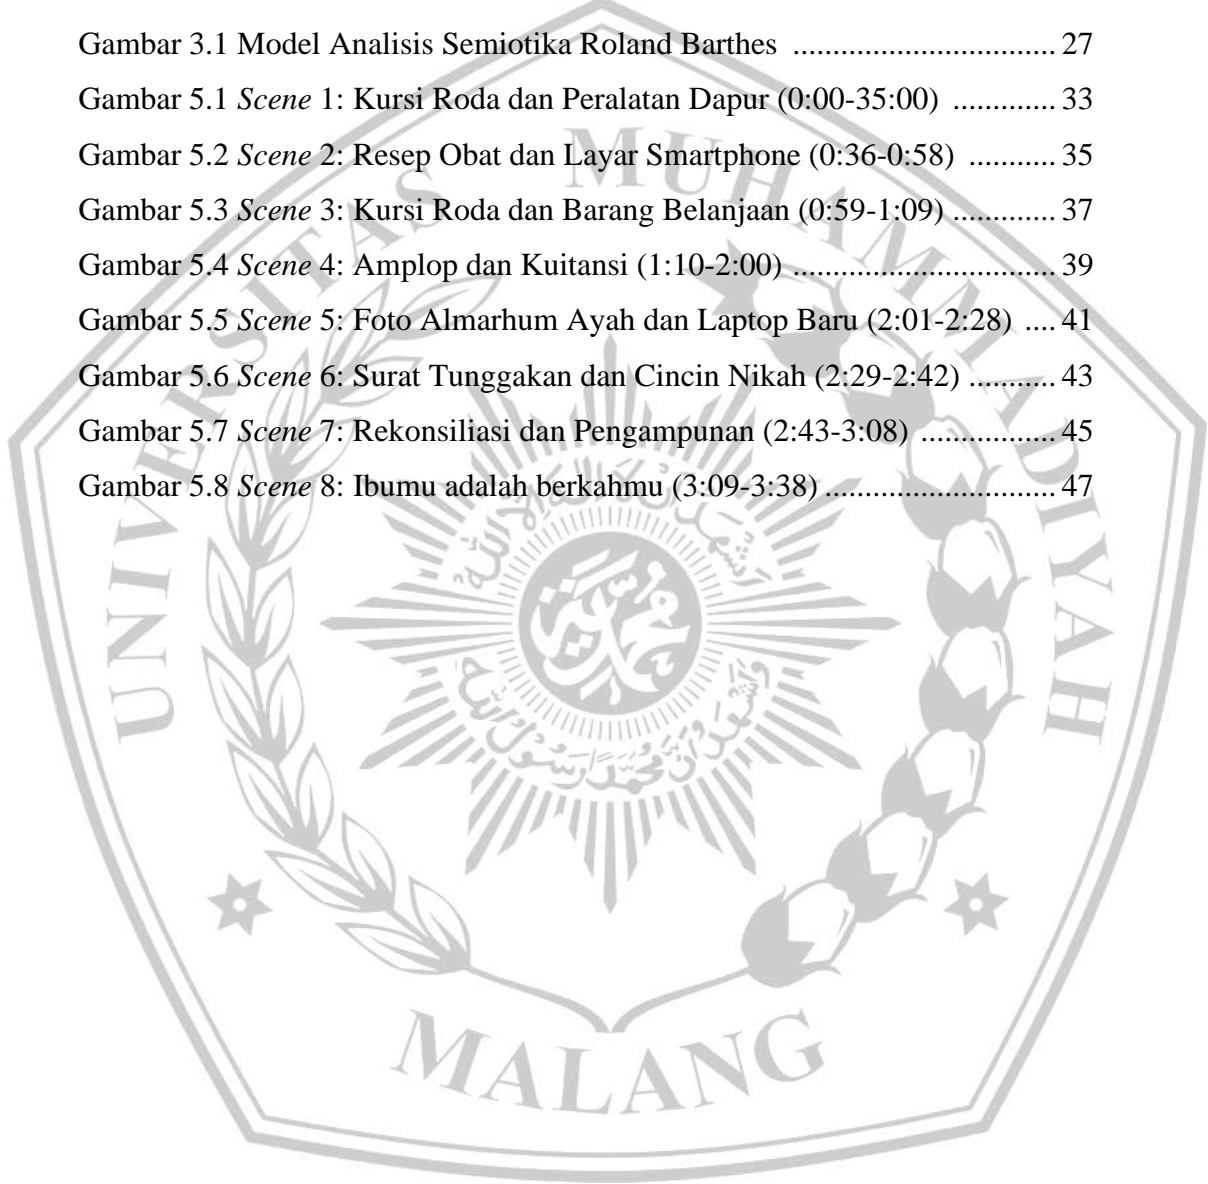 Gambar 3.1 Model Analisis Semiotika Roland Barthes ................................. 27
Gambar 5.1 Scene 1: Kursi Roda dan Peralatan Dapur (0:00-35:00) ............. 33
Gambar 5.2 Scene 2: Resep Obat dan Layar Smartphone (0:36-0:58) ........... 35
Gambar 5.3 Scene 3: Kursi Roda dan Barang Belanjaan (0:59-1:09) ............. 37
Gambar 5.4 Scene 4: Amplop dan Kuitansi (1:10-2:00) ................................. 39
Gambar 5.5 Scene 5: Foto Almarhum Ayah dan Laptop Baru (2:01-2:28) .... 41
Gambar 5.6 Scene 6: Surat Tunggakan dan Cincin Nikah (2:29-2:42) ........... 43
Gambar 5.7 Scene 7: Rekonsiliasi dan Pengampunan (2:43-3:08) ................. 45
Gambar 5.8 Scene 8: Ibumu adalah berkahmu (3:09-3:38) ............................. 47
UNIVERSITAS MUHAMMADIYAH
MALANG